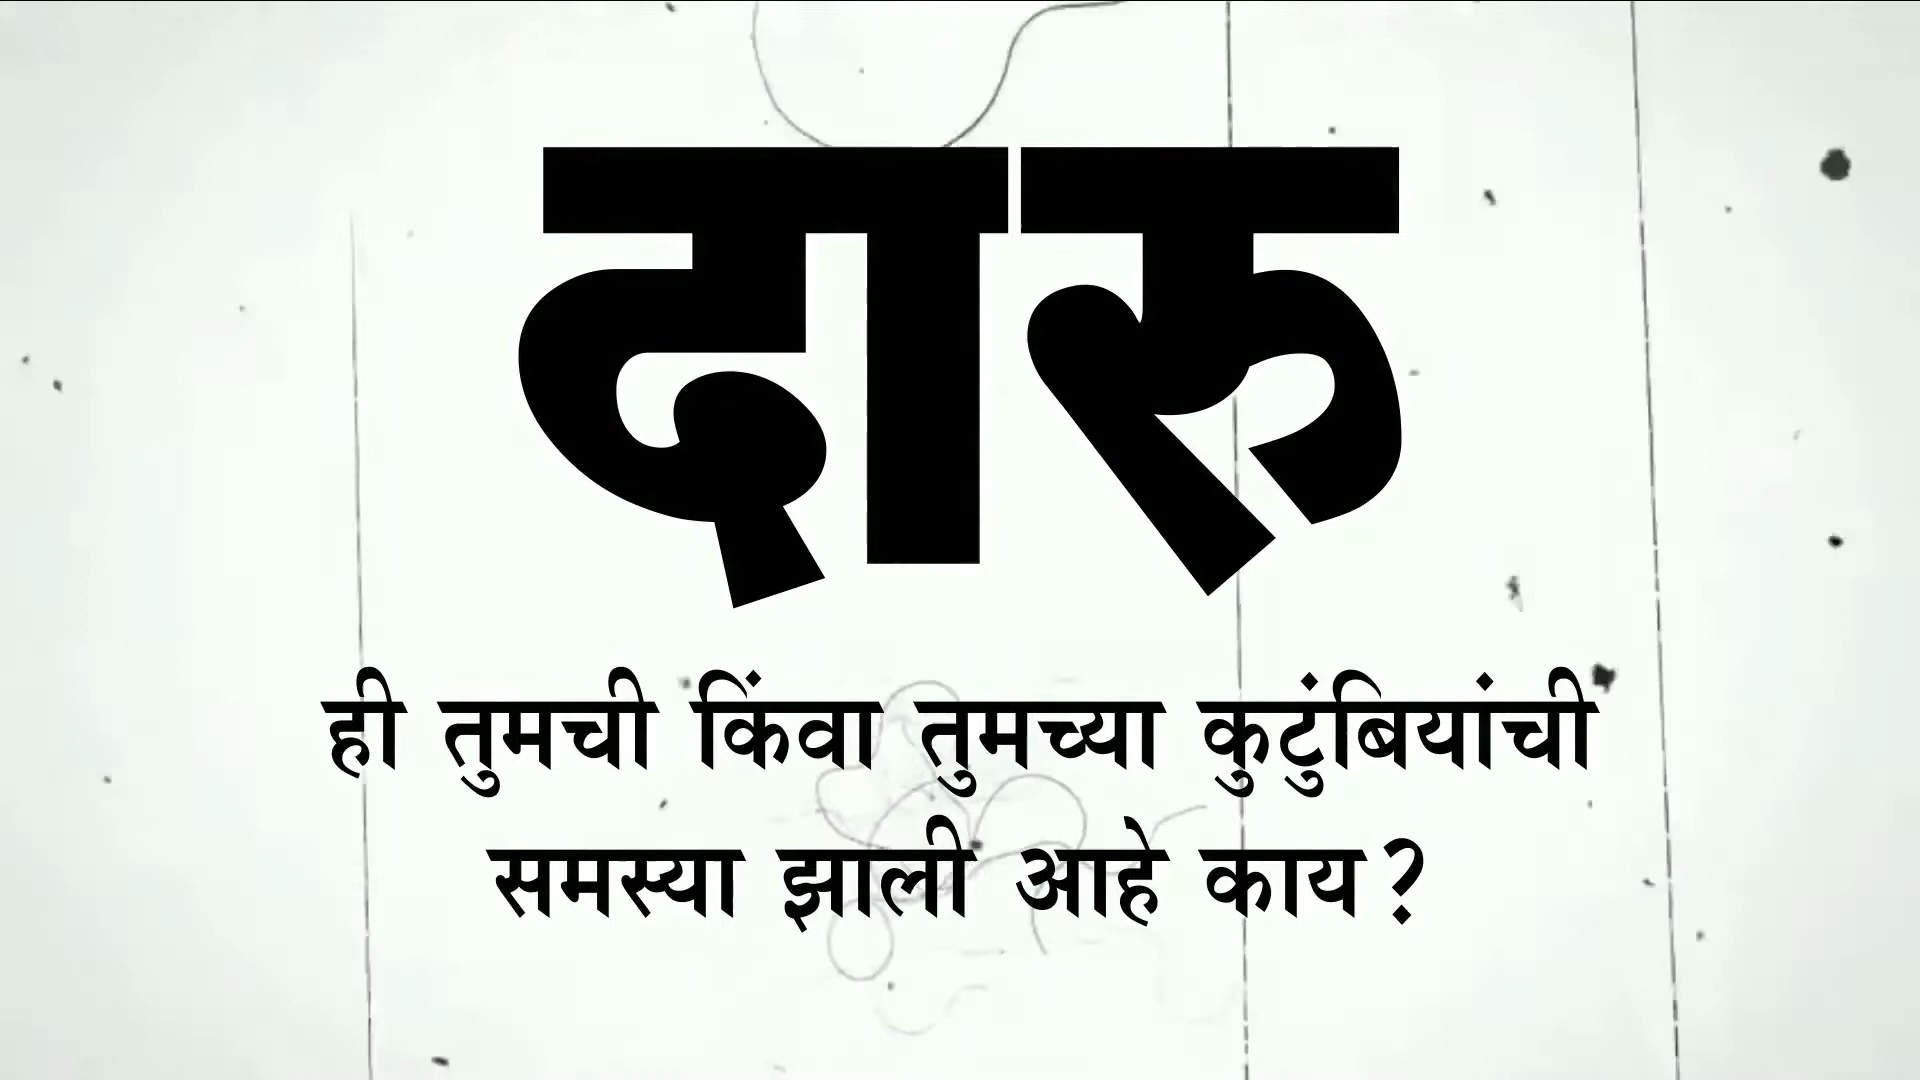 दारु
ही तुमची किंवा तुमच्या कुटुंबियांची
समस्या झाली आहे काय?